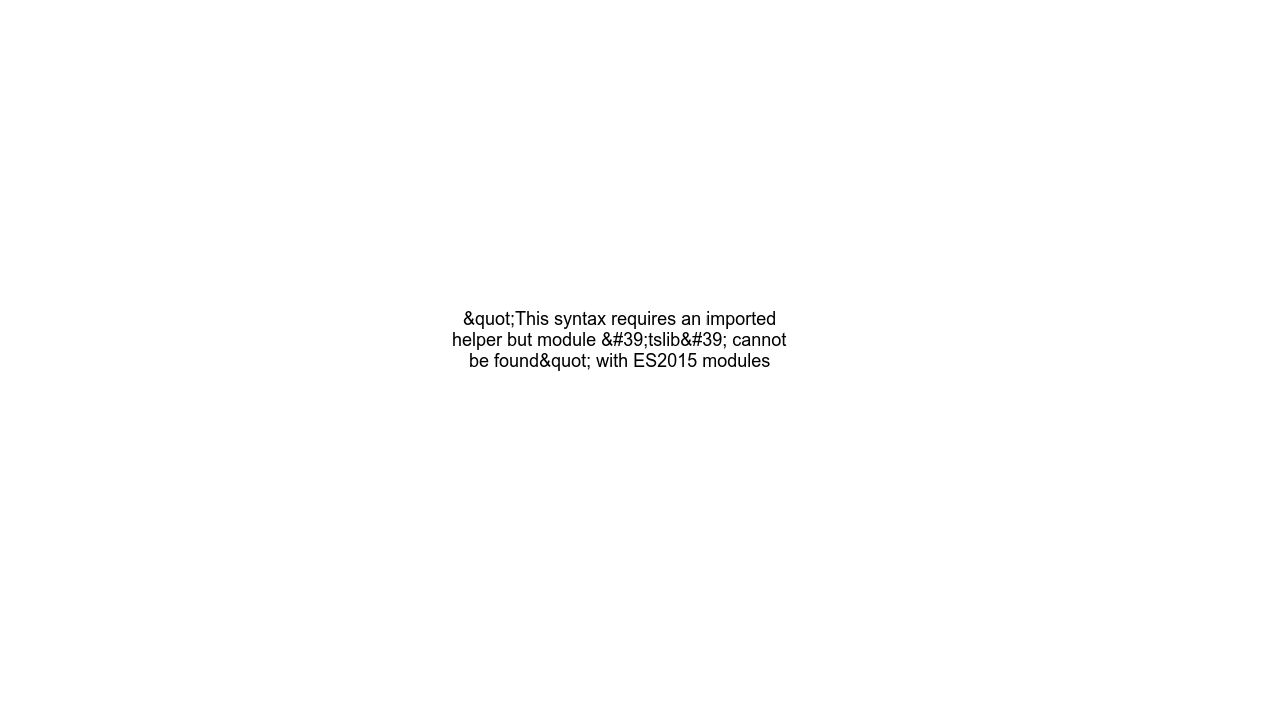 &quot;This syntax requires an imported
helper but module &#39;tslib&#39; cannot
be found&quot; with ES2015 modules